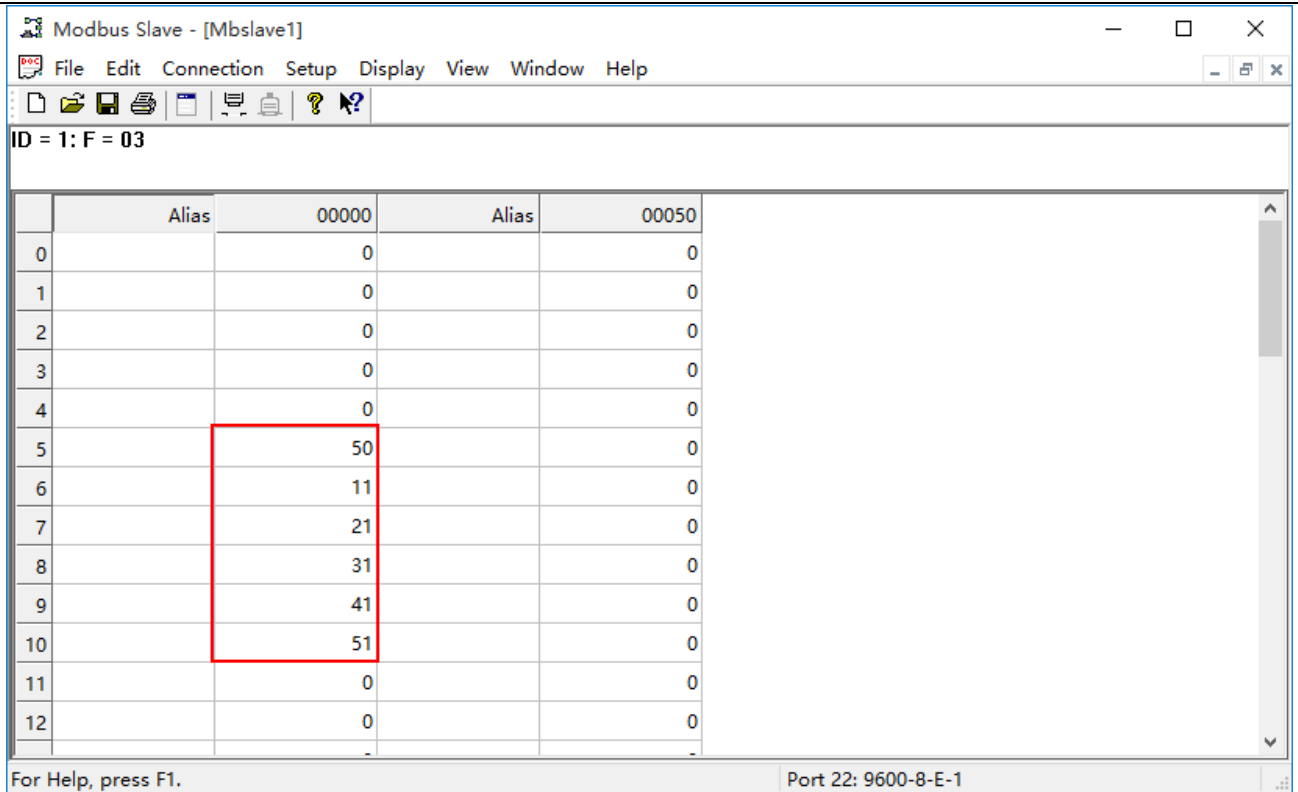 Modbus Slave - [Mbslave1]
File Edit Connection Setup Display View Window Help
ID = 1: F = 03
Alias 00000 Alias 00050
0 0 0
1 0 0
2 0 0
3 0 0
4 0 0
5 50 0
6 11 0
7 21 0
8 31 0
9 41 0
10 51 0
11 0 0
12 0 0
For Help, press F1. Port 22: 9600-8-E-1